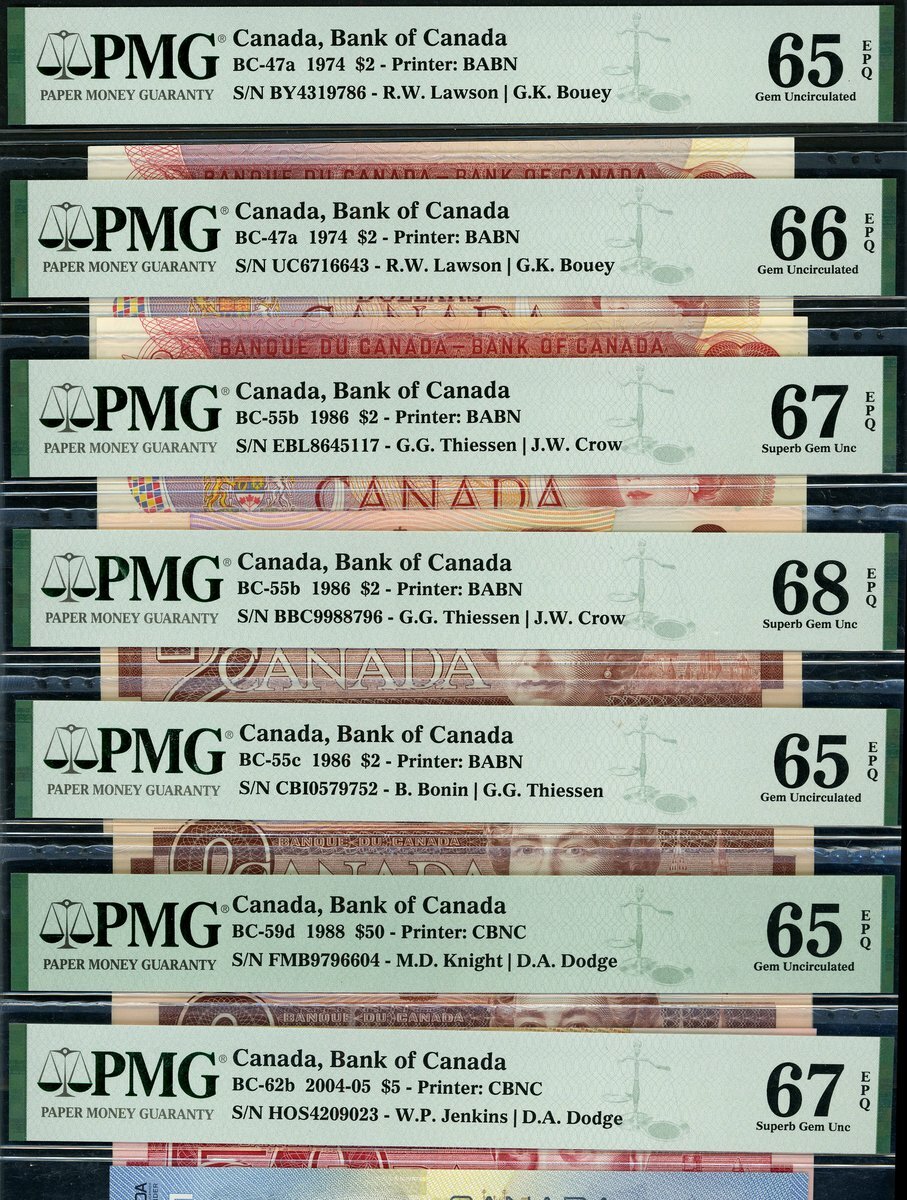 PMG® Canada, Bank of Canada
BC-47a 1974 $2 - Printer: BABN
PAPER MONEY GUARANTY S/N BY4319786 - R.W. Lawson | G.K. Bouey
65 EPQ
Gem Uncirculated
BANQUE DU CANADA – BANK OF CANADA
PMG® Canada, Bank of Canada
BC-47a 1974 $2 - Printer: BABN
PAPER MONEY GUARANTY S/N UC6716643 - R.W. Lawson | G.K. Bouey
66 EPQ
Gem Uncirculated
DOLLARS
CANADA
BANQUE DU CANADA – BANK OF CANADA
PMG® Canada, Bank of Canada
BC-55b 1986 $2 - Printer: BABN
PAPER MONEY GUARANTY S/N EBL8645117 - G.G. Thiessen | J.W. Crow
67 EPQ
Superb Gem Unc
CANADA
PMG® Canada, Bank of Canada
BC-55b 1986 $2 - Printer: BABN
PAPER MONEY GUARANTY S/N BBC9988796 - G.G. Thiessen | J.W. Crow
68 EPQ
Superb Gem Unc
2 CANADA
PMG® Canada, Bank of Canada
BC-55c 1986 $2 - Printer: BABN
PAPER MONEY GUARANTY S/N CBI0579752 - B. Bonin | G.G. Thiessen
65 EPQ
Gem Uncirculated
BANQUE DU CANADA
2 CANADA
PMG® Canada, Bank of Canada
BC-59d 1988 $50 - Printer: CBNC
PAPER MONEY GUARANTY S/N FMB9796604 - M.D. Knight | D.A. Dodge
65 EPQ
Gem Uncirculated
BANQUE DU CANADA
PMG® Canada, Bank of Canada
BC-62b 2004-05 $5 - Printer: CBNC
PAPER MONEY GUARANTY S/N HOS4209023 - W.P. Jenkins | D.A. Dodge
67 EPQ
Superb Gem Unc
CANADA